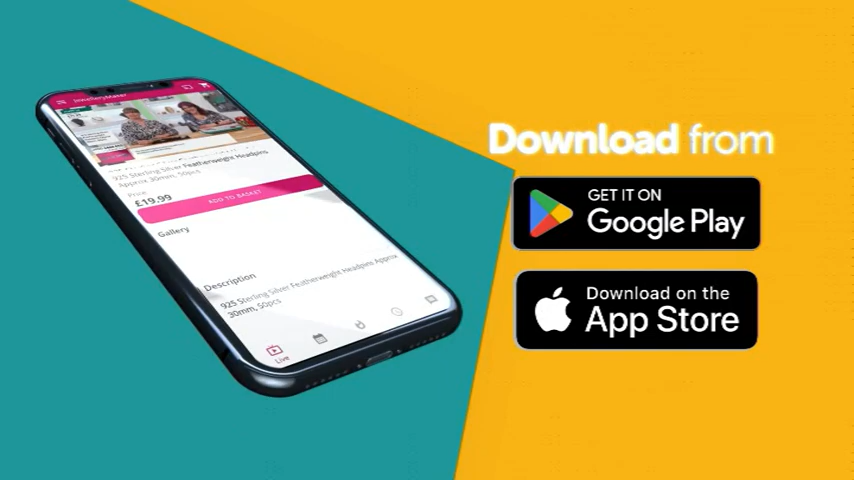 JewelleryMaker
925 Sterling Silver Featherweight Headpins
Approx 30mm, 50pcs
Price
£19.99
ADD TO BASKET
Gallery
Description
925 Sterling Silver Featherweight Headpins Approx
30mm, 50pcs
Live
Download from
GET IT ON
Google Play
Download on the
App Store